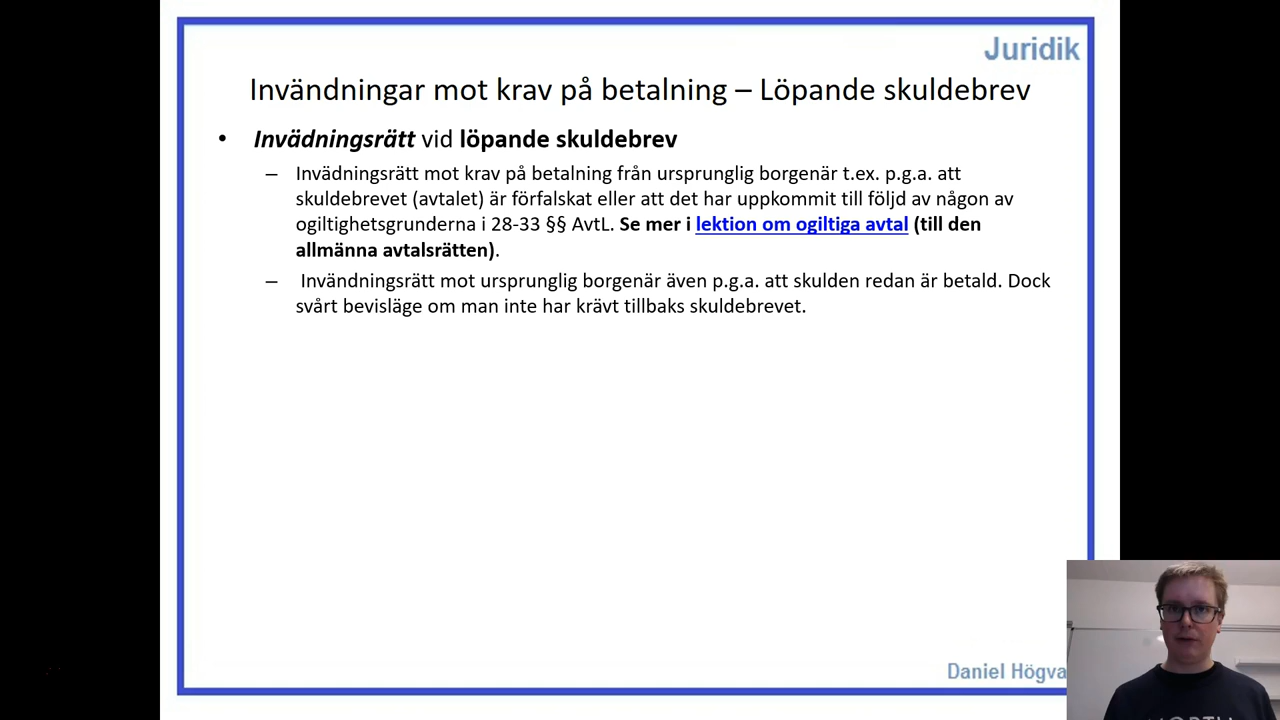 Juridik
Invändningar mot krav på betalning – Löpande skuldebrev
• Invädningsrätt vid löpande skuldebrev
– Invädningsrätt mot krav på betalning från ursprunglig borgenär t.ex. p.g.a. att
skuldebrevet (avtalet) är förfalskat eller att det har uppkommit till följd av någon av
ogiltighetsgrunderna i 28-33 §§ AvtL. Se mer i lektion om ogiltiga avtal (till den
allmänna avtalsrätten).
– Invändningsrätt mot ursprunglig borgenär även p.g.a. att skulden redan är betald. Dock
svårt bevisläge om man inte har krävt tillbaks skuldebrevet.
Daniel Högva